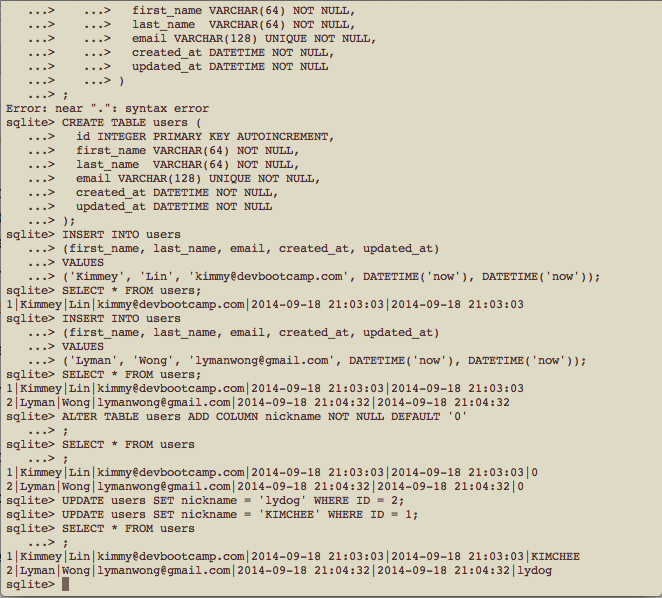 ...>    ...>   first_name VARCHAR(64) NOT NULL,
   ...>    ...>   last_name  VARCHAR(64) NOT NULL,
   ...>    ...>   email VARCHAR(128) UNIQUE NOT NULL,
   ...>    ...>   created_at DATETIME NOT NULL,
   ...>    ...>   updated_at DATETIME NOT NULL
   ...>    ...> )
   ...> ;
Error: near ".": syntax error
sqlite> CREATE TABLE users (
   ...>   id INTEGER PRIMARY KEY AUTOINCREMENT,
   ...>   first_name VARCHAR(64) NOT NULL,
   ...>   last_name  VARCHAR(64) NOT NULL,
   ...>   email VARCHAR(128) UNIQUE NOT NULL,
   ...>   created_at DATETIME NOT NULL,
   ...>   updated_at DATETIME NOT NULL
   ...> );
sqlite> INSERT INTO users
   ...> (first_name, last_name, email, created_at, updated_at)
   ...> VALUES
   ...> ('Kimmey', 'Lin', 'kimmy@devbootcamp.com', DATETIME('now'), DATETIME('now'));
sqlite> SELECT * FROM users;
1|Kimmey|Lin|kimmy@devbootcamp.com|2014-09-18 21:03:03|2014-09-18 21:03:03
sqlite> INSERT INTO users
   ...> (first_name, last_name, email, created_at, updated_at)
   ...> VALUES
   ...> ('Lyman', 'Wong', 'lymanwong@gmail.com', DATETIME('now'), DATETIME('now'));
sqlite> SELECT * FROM users;
1|Kimmey|Lin|kimmy@devbootcamp.com|2014-09-18 21:03:03|2014-09-18 21:03:03
2|Lyman|Wong|lymanwong@gmail.com|2014-09-18 21:04:32|2014-09-18 21:04:32
sqlite> ALTER TABLE users ADD COLUMN nickname NOT NULL DEFAULT '0'
   ...> ;
sqlite> SELECT * FROM users
   ...> ;
1|Kimmey|Lin|kimmy@devbootcamp.com|2014-09-18 21:03:03|2014-09-18 21:03:03|0
2|Lyman|Wong|lymanwong@gmail.com|2014-09-18 21:04:32|2014-09-18 21:04:32|0
sqlite> UPDATE users SET nickname = 'lydog' WHERE ID = 2;
sqlite> UPDATE users SET nickname = 'KIMCHEE' WHERE ID = 1;
sqlite> SELECT * FROM users
   ...> ;
1|Kimmey|Lin|kimmy@devbootcamp.com|2014-09-18 21:03:03|2014-09-18 21:03:03|KIMCHEE
2|Lyman|Wong|lymanwong@gmail.com|2014-09-18 21:04:32|2014-09-18 21:04:32|lydog
sqlite>